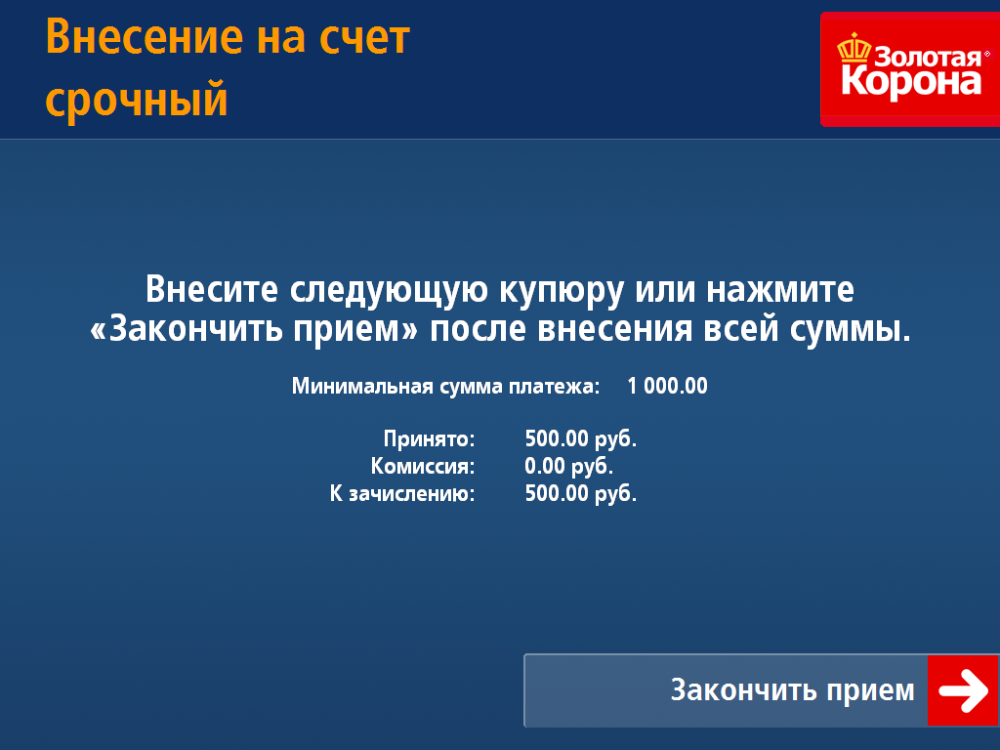 Внесение на счет
срочный
Золотая®
Корона
Внесите следующую купюру или нажмите
«Закончить прием» после внесения всей суммы.
Минимальная сумма платежа: 1 000.00
Принято: 500.00 руб.
Комиссия: 0.00 руб.
К зачислению: 500.00 руб.
Закончить прием